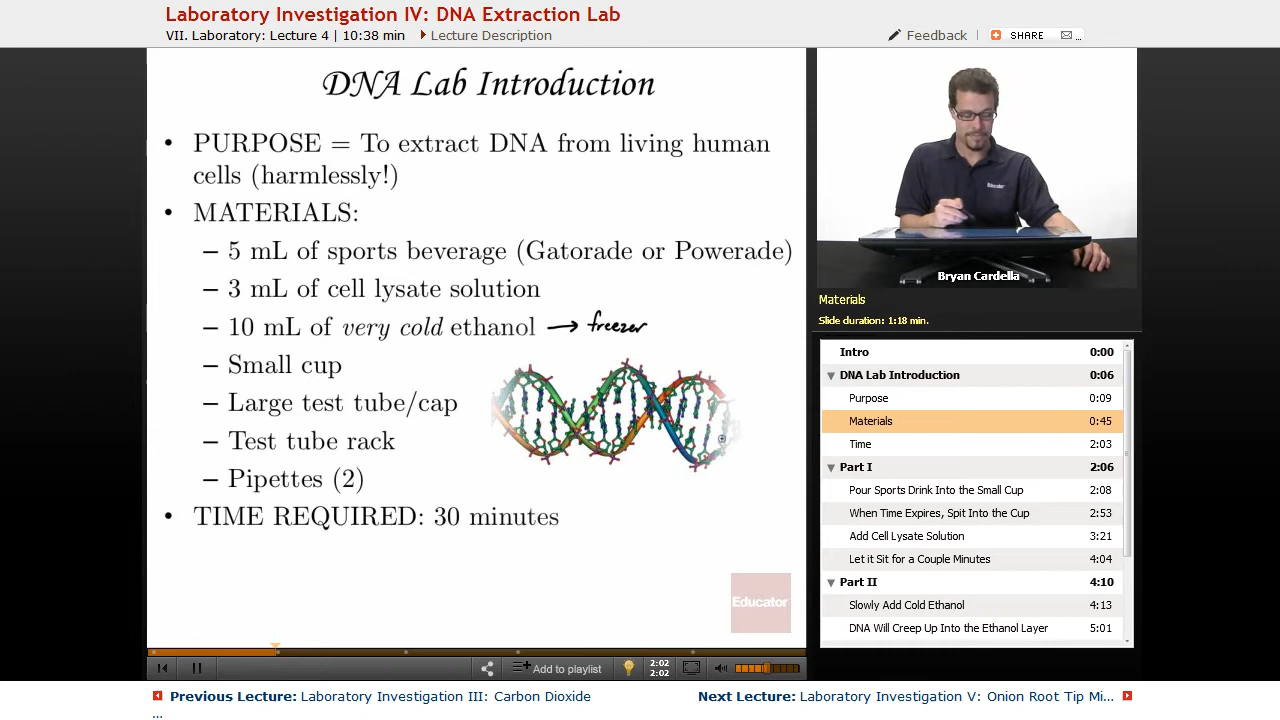 Laboratory Investigation IV: DNA Extraction Lab
VII. Laboratory: Lecture 4 | 10:38 min
Lecture Description
Feedback
SHARE
DNA Lab Introduction
• PURPOSE = To extract DNA from living human
cells (harmlessly!)
• MATERIALS:
– 5 mL of sports beverage (Gatorade or Powerade)
– 3 mL of cell lysate solution
– 10 mL of very cold ethanol → freezer
– Small cup
– Large test tube/cap
– Test tube rack
– Pipettes (2)
• TIME REQUIRED: 30 minutes
Educator
Educator
Bryan Cardella
Materials
Slide duration: 1:18 min.
Intro 0:00
DNA Lab Introduction 0:06
Purpose 0:09
Materials 0:45
Time 2:03
Part I 2:06
Pour Sports Drink Into the Small Cup 2:08
When Time Expires, Spit Into the Cup 2:53
Add Cell Lysate Solution 3:21
Let it Sit for a Couple Minutes 4:04
Part II 4:10
Slowly Add Cold Ethanol 4:13
DNA Will Creep Up Into the Ethanol Layer 5:01
Add to playlist
2:02
2:02
Previous Lecture: Laboratory Investigation III: Carbon Dioxide
...
Next Lecture: Laboratory Investigation V: Onion Root Tip Mi...